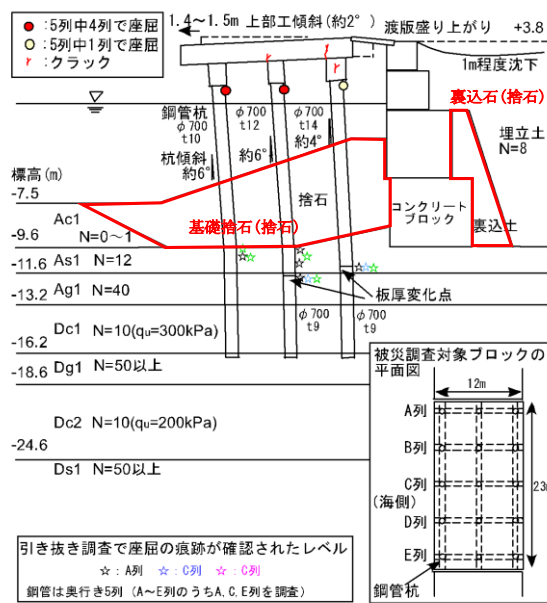 ●:5列中4列で座屈
○:5列中1列で座屈
r:クラック
1.4～1.5m 上部工傾斜(約2°)
渡版盛り上がり +3.8
1m程度沈下
裏込石(捨石)
鋼管杭
φ700
t10
φ700
t12
φ700
t14
約4°
約6°
杭傾斜
約6°
埋立土
N=8
標高(m)
-7.5
捨石
コンクリート
ブロック
裏込土
基礎捨石(捨石)
Ac1
N=0～1
-9.6
As1 N=12
-11.6
Ag1 N=40
板厚変化点
-13.2
φ700
t9
φ700
t9
Dc1 N=10(qu=300kPa)
-16.2
Dg1 N=50以上
-18.6
Dc2 N=10(qu=200kPa)
-24.6
Ds1 N=50以上
被災調査対象ブロックの
平面図
12m
A列
B列
C列
(海側)
D列
E列
23m
鋼管杭
引き抜き調査で座屈の痕跡が確認されたレベル
☆:A列 ☆:C列 ☆:C列
鋼管は奥行き5列 (A～E列のうちA,C,E列を調査)